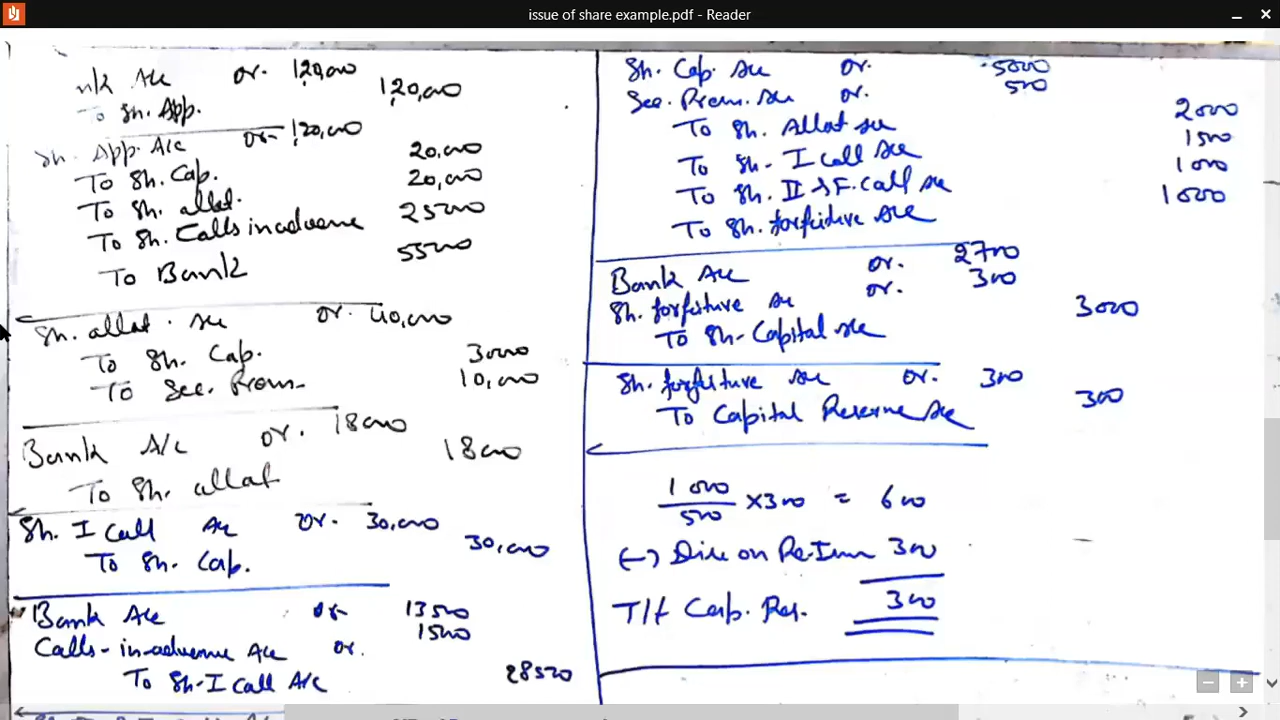 issue of share example.pdf - Reader
nk A/c Dr. 120,000
To Sh. App. 120,000
Sh. App. A/c Dr. 120,000
To Sh. Cap. 20,000
To Sh. allot. 20,000
To Sh. Calls in advance 25000
To Bank 55000
Sh. allot. A/c Dr. 40,000
To Sh. Cap. 30000
To Sec. Prem. 10,000
Bank A/c Dr. 18000
To Sh. allot 18000
Sh. I Call A/c Dr. 30,000
To Sh. Cap. 30,000
Bank A/c Dr 13500
Calls-in-advance A/c Dr. 1500
To Sh. I Call A/c 28500
Sh. Cap. A/c Dr. 5000
Sec. Prem. A/c Dr. 500
To Sh. Allot A/c 2000
To Sh. I Call A/c 1500
To Sh. II & F. Call A/c 1000
To Sh. forfeiture A/c 1000
Bank A/c Dr. 2700
Sh. forfeiture A/c Dr. 300
To Sh. Capital A/c 3000
Sh. forfeiture A/c Dr. 300
To Capital Reserve A/c 300
1000/500 × 300 = 600
(-) Disc on Re-Issue 300
T/f Cap. Res. 300